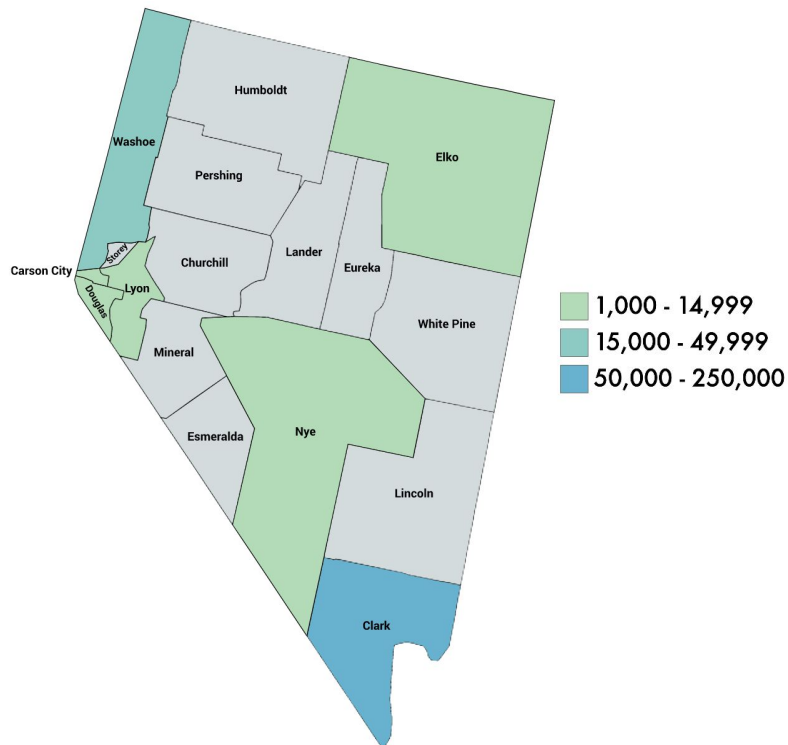 Humboldt
Washoe
Elko
Pershing
Storey
Churchill
Lander
Eureka
Carson City
Lyon
Douglas
White Pine
Mineral
Nye
Esmeralda
Lincoln
Clark
1,000 - 14,999
15,000 - 49,999
50,000 - 250,000